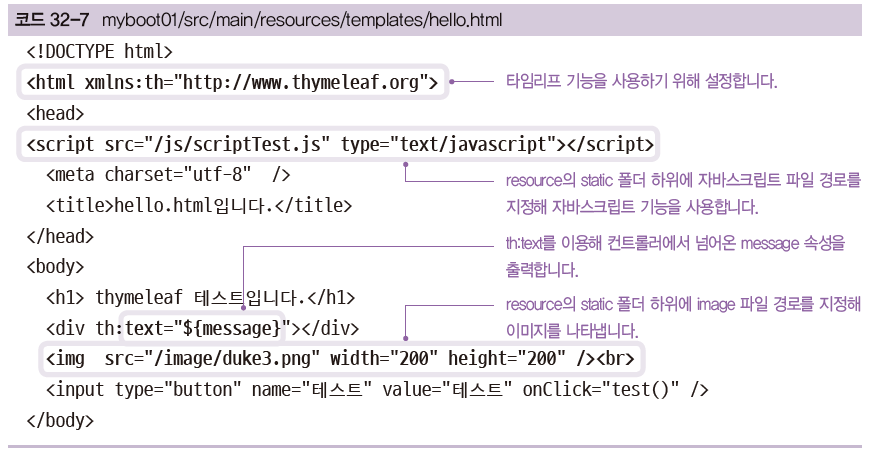 코드 32-7 myboot01/src/main/resources/templates/hello.html
<!DOCTYPE html>
<html xmlns:th="http://www.thymeleaf.org">
타임리프 기능을 사용하기 위해 설정합니다.
<head>
<script src="/js/scriptTest.js" type="text/javascript"></script>
<meta charset="utf-8"  />
resource의 static 폴더 하위에 자바스크립트 파일 경로를
지정해 자바스크립트 기능을 사용합니다.
<title>hello.html입니다.</title>
</head>
th:text를 이용해 컨트롤러에서 넘어온 message 속성을
출력합니다.
<body>
<h1> thymeleaf 테스트입니다.</h1>
<div th:text="${message}"></div>
resource의 static 폴더 하위에 image 파일 경로를 지정해
이미지를 나타냅니다.
<img  src="/image/duke3.png" width="200" height="200" /><br>
<input type="button" name="테스트" value="테스트" onClick="test()" />
</body>